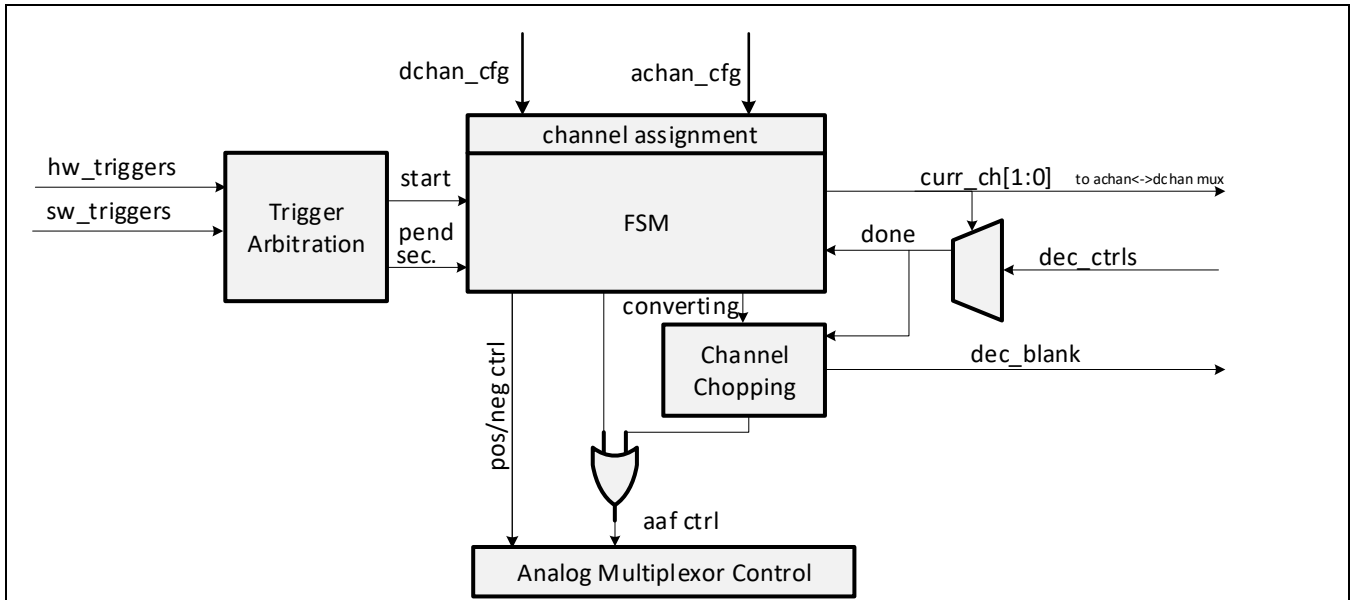 dchan_cfg
achan_cfg
channel assignment
hw_triggers
sw_triggers
Trigger
Arbitration
start
pend
sec.
FSM
curr_ch[1:0]
to achan<->dchan mux
done
dec_ctrls
converting
Channel
Chopping
dec_blank
pos/neg ctrl
aaf ctrl
Analog Multiplexor Control